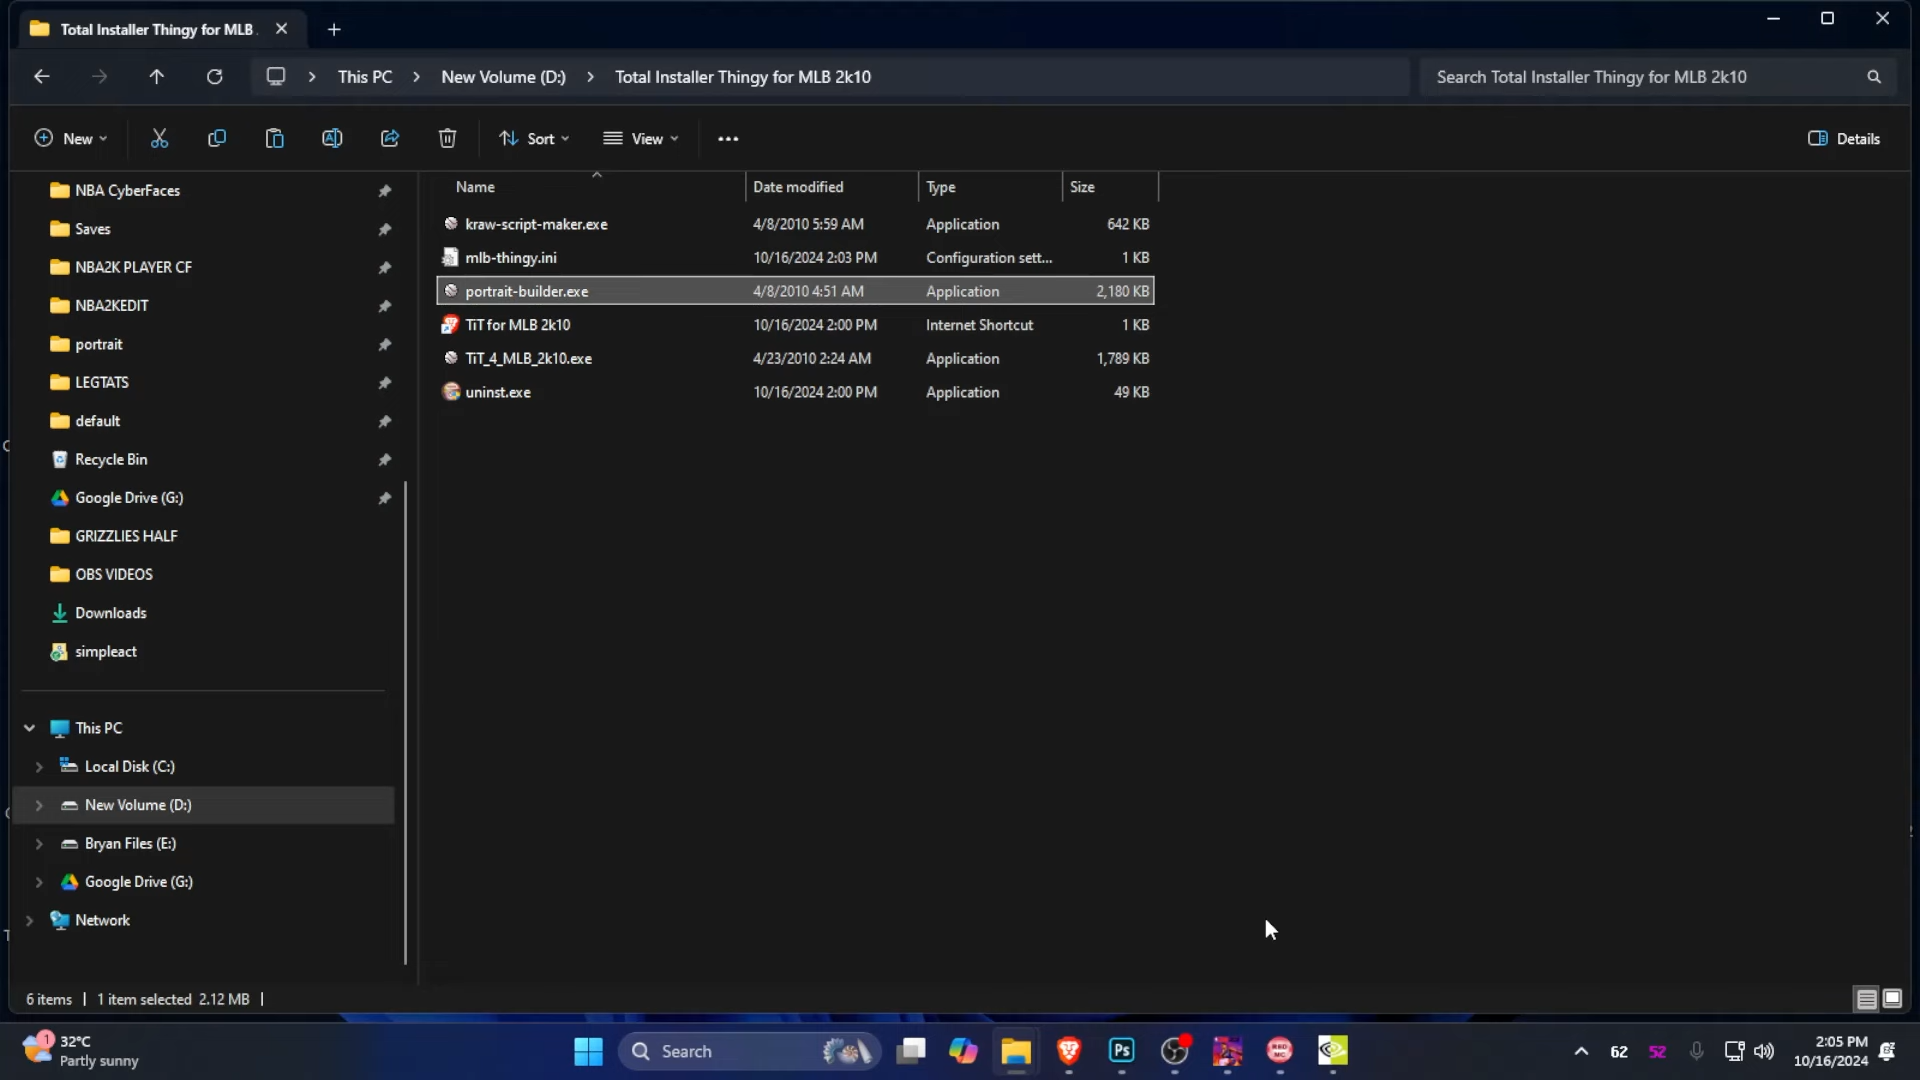 Total Installer Thingy for MLB
This PC
New Volume (D:)
Total Installer Thingy for MLB 2k10
Search Total Installer Thingy for MLB 2k10
New
Sort
View
Details
NBA CyberFaces
Saves
NBA2K PLAYER CF
NBA2KEDIT
portrait
LEGTATS
default
Recycle Bin
Google Drive (G:)
GRIZZLIES HALF
OBS VIDEOS
Downloads
simpleact
This PC
Local Disk (C:)
New Volume (D:)
Bryan Files (E:)
Google Drive (G:)
Network
Name Date modified Type Size
kraw-script-maker.exe 4/8/2010 5:59 AM Application 642 KB
mlb-thingy.ini 10/16/2024 2:03 PM Configuration sett... 1 KB
portrait-builder.exe 4/8/2010 4:51 AM Application 2,180 KB
TiT for MLB 2k10 10/16/2024 2:00 PM Internet Shortcut 1 KB
TiT_4_MLB_2k10.exe 4/23/2010 2:24 AM Application 1,789 KB
uninst.exe 10/16/2024 2:00 PM Application 49 KB
6 items 1 item selected 2.12 MB
1
32°C
Partly sunny
Search
Ps
62
52
2:05 PM
10/16/2024